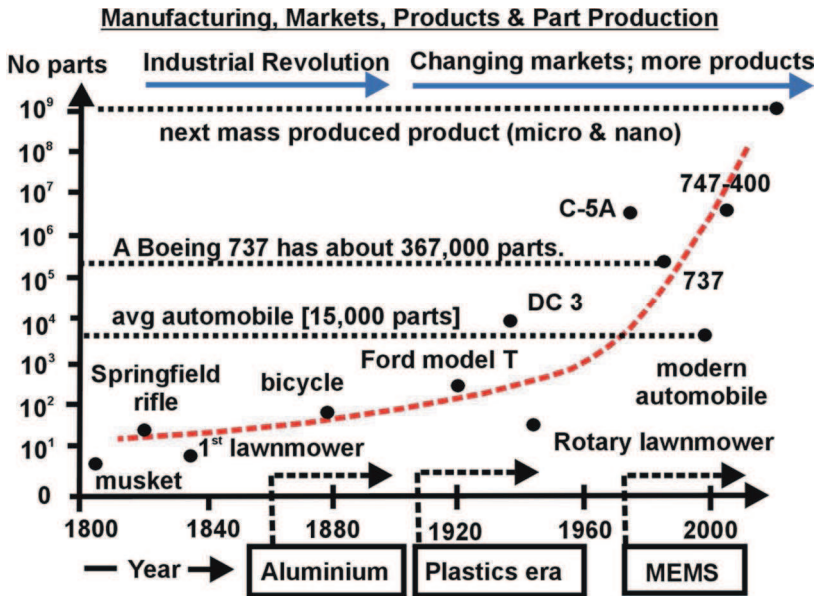 Manufacturing, Markets, Products & Part Production
No parts
Industrial Revolution
Changing markets; more products
10⁹
next mass produced product (micro & nano)
10⁸
10⁷
747-400
C-5A
10⁶
A Boeing 737 has about 367,000 parts.
10⁵
737
avg automobile [15,000 parts]
DC 3
10⁴
10³
Ford model T
modern
automobile
Springfield
rifle
bicycle
10²
10¹
1st lawnmower
Rotary lawnmower
musket
0
1800
1840
1880
1920
1960
2000
Year
Aluminium
Plastics era
MEMS